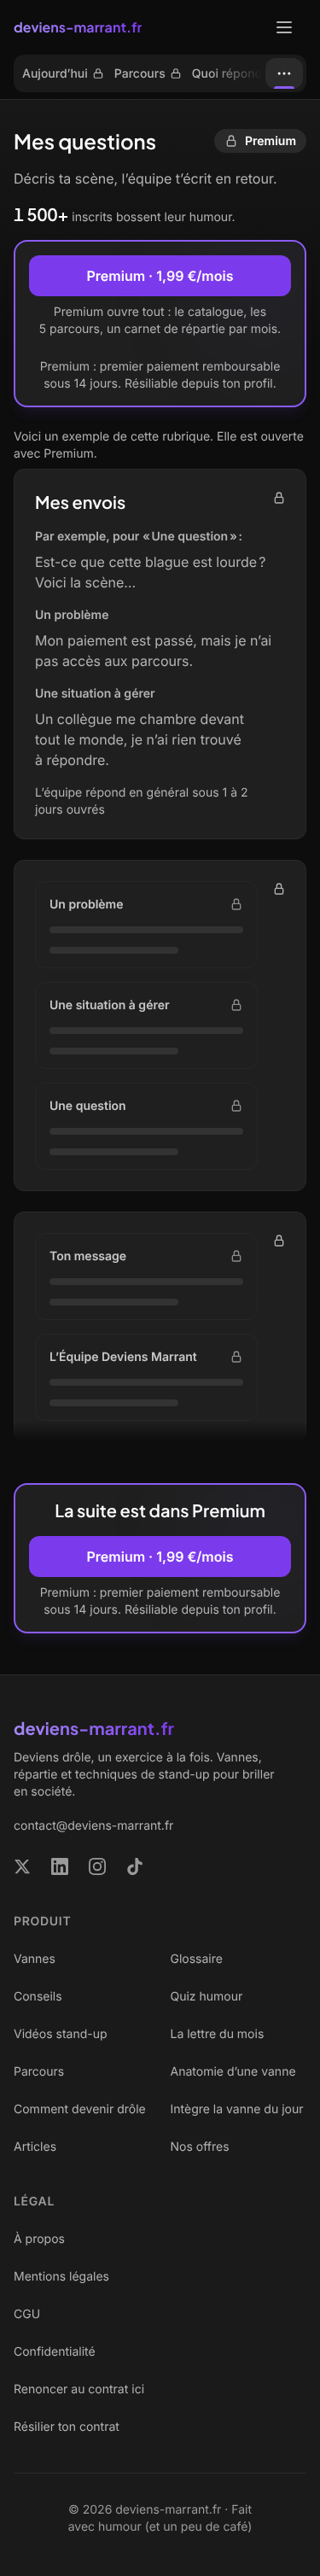 deviens-marrant.fr
Aujourd’hui Parcours Quoi répond
Mes questions
Premium
Décris ta scène, l’équipe t’écrit en retour.
1 500+ inscrits bossent leur humour.
Premium · 1,99 €/mois
Premium ouvre tout : le catalogue, les
5 parcours, un carnet de répartie par mois.
Premium : premier paiement remboursable
sous 14 jours. Résiliable depuis ton profil.
Voici un exemple de cette rubrique. Elle est ouverte
avec Premium.
Mes envois
Par exemple, pour « Une question » :
Est-ce que cette blague est lourde ?
Voici la scène…
Un problème
Mon paiement est passé, mais je n’ai
pas accès aux parcours.
Une situation à gérer
Un collègue me chambre devant
tout le monde, je n’ai rien trouvé
à répondre.
L’équipe répond en général sous 1 à 2
jours ouvrés
Un problème
Une situation à gérer
Une question
Ton message
L’Équipe Deviens Marrant
La suite est dans Premium
Premium · 1,99 €/mois
Premium : premier paiement remboursable
sous 14 jours. Résiliable depuis ton profil.
deviens-marrant.fr
Deviens drôle, un exercice à la fois. Vannes,
répartie et techniques de stand-up pour briller
en société.
contact@deviens-marrant.fr
PRODUIT
Vannes
Glossaire
Conseils
Quiz humour
Vidéos stand-up
La lettre du mois
Parcours
Anatomie d’une vanne
Comment devenir drôle
Intègre la vanne du jour
Articles
Nos offres
LÉGAL
À propos
Mentions légales
CGU
Confidentialité
Renoncer au contrat ici
Résilier ton contrat
© 2026 deviens-marrant.fr · Fait
avec humour (et un peu de café)